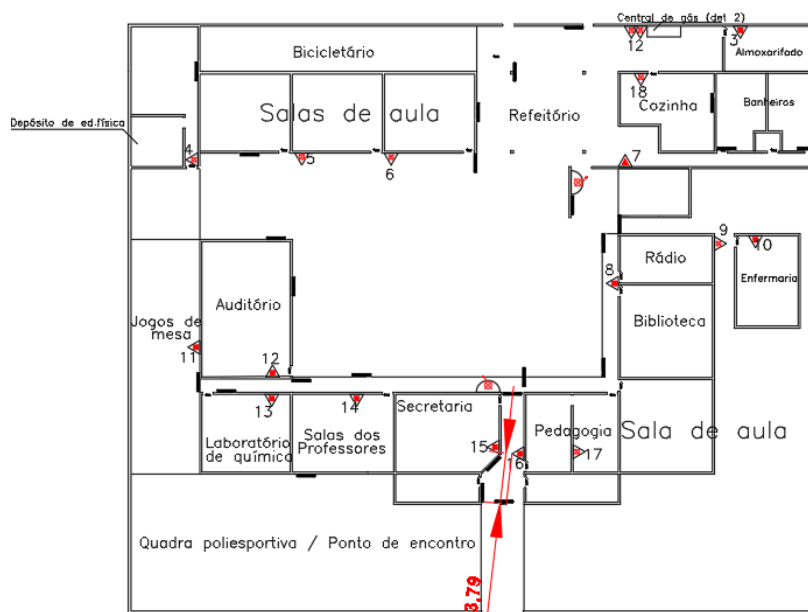 Central de gás (det 2)
12
3
Bicicletário
Almoxarifado
18
Salas de aula
Refeitório
Cozinha
Banheiros
Depósito de ed.física
4
5
6
7
9
10
Rádio
Enfermaria
8
Auditório
Biblioteca
Jogos de
mesa
11
12
13
14
Secretaria
15
16
Pedagogia
17
Sala de aula
Laboratório
de química
Salas dos
Professores
Quadra poliesportiva / Ponto de encontro
8.79